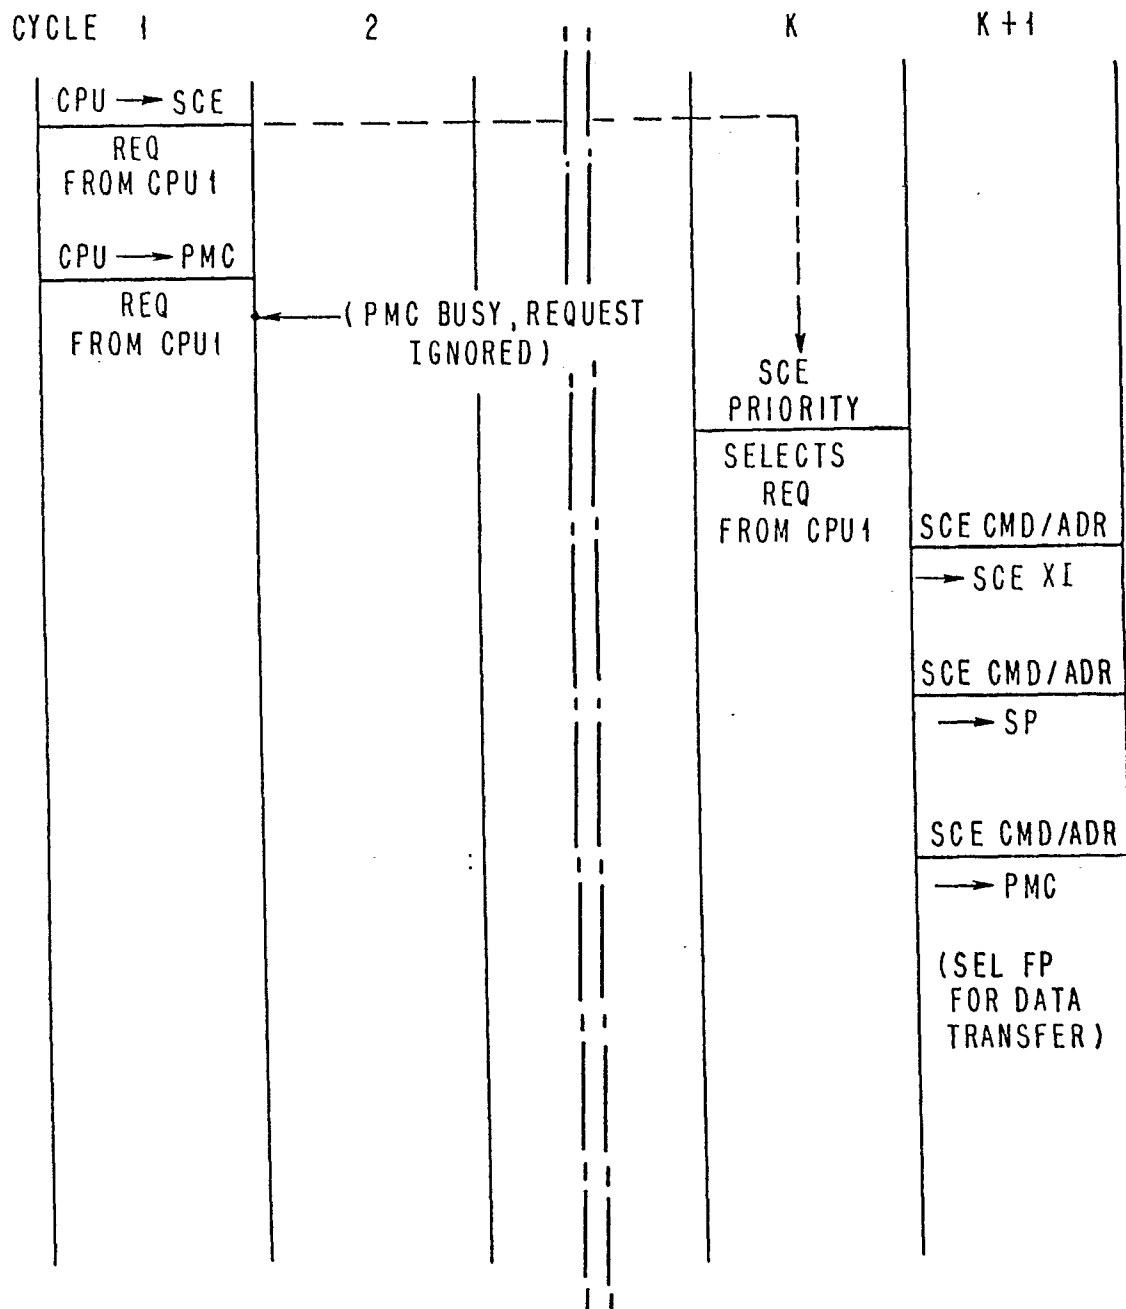 CYCLE 1 2 K K+1
CPU → SCE
REQ
FROM CPU1
CPU → PMC
REQ
FROM CPU1
(PMC BUSY, REQUEST
IGNORED)
SCE
PRIORITY
SELECTS
REQ
FROM CPU1
SCE CMD/ADR
→ SCE XI
SCE CMD/ADR
→ SP
SCE CMD/ADR
→ PMC
(SEL FP
FOR DATA
TRANSFER)